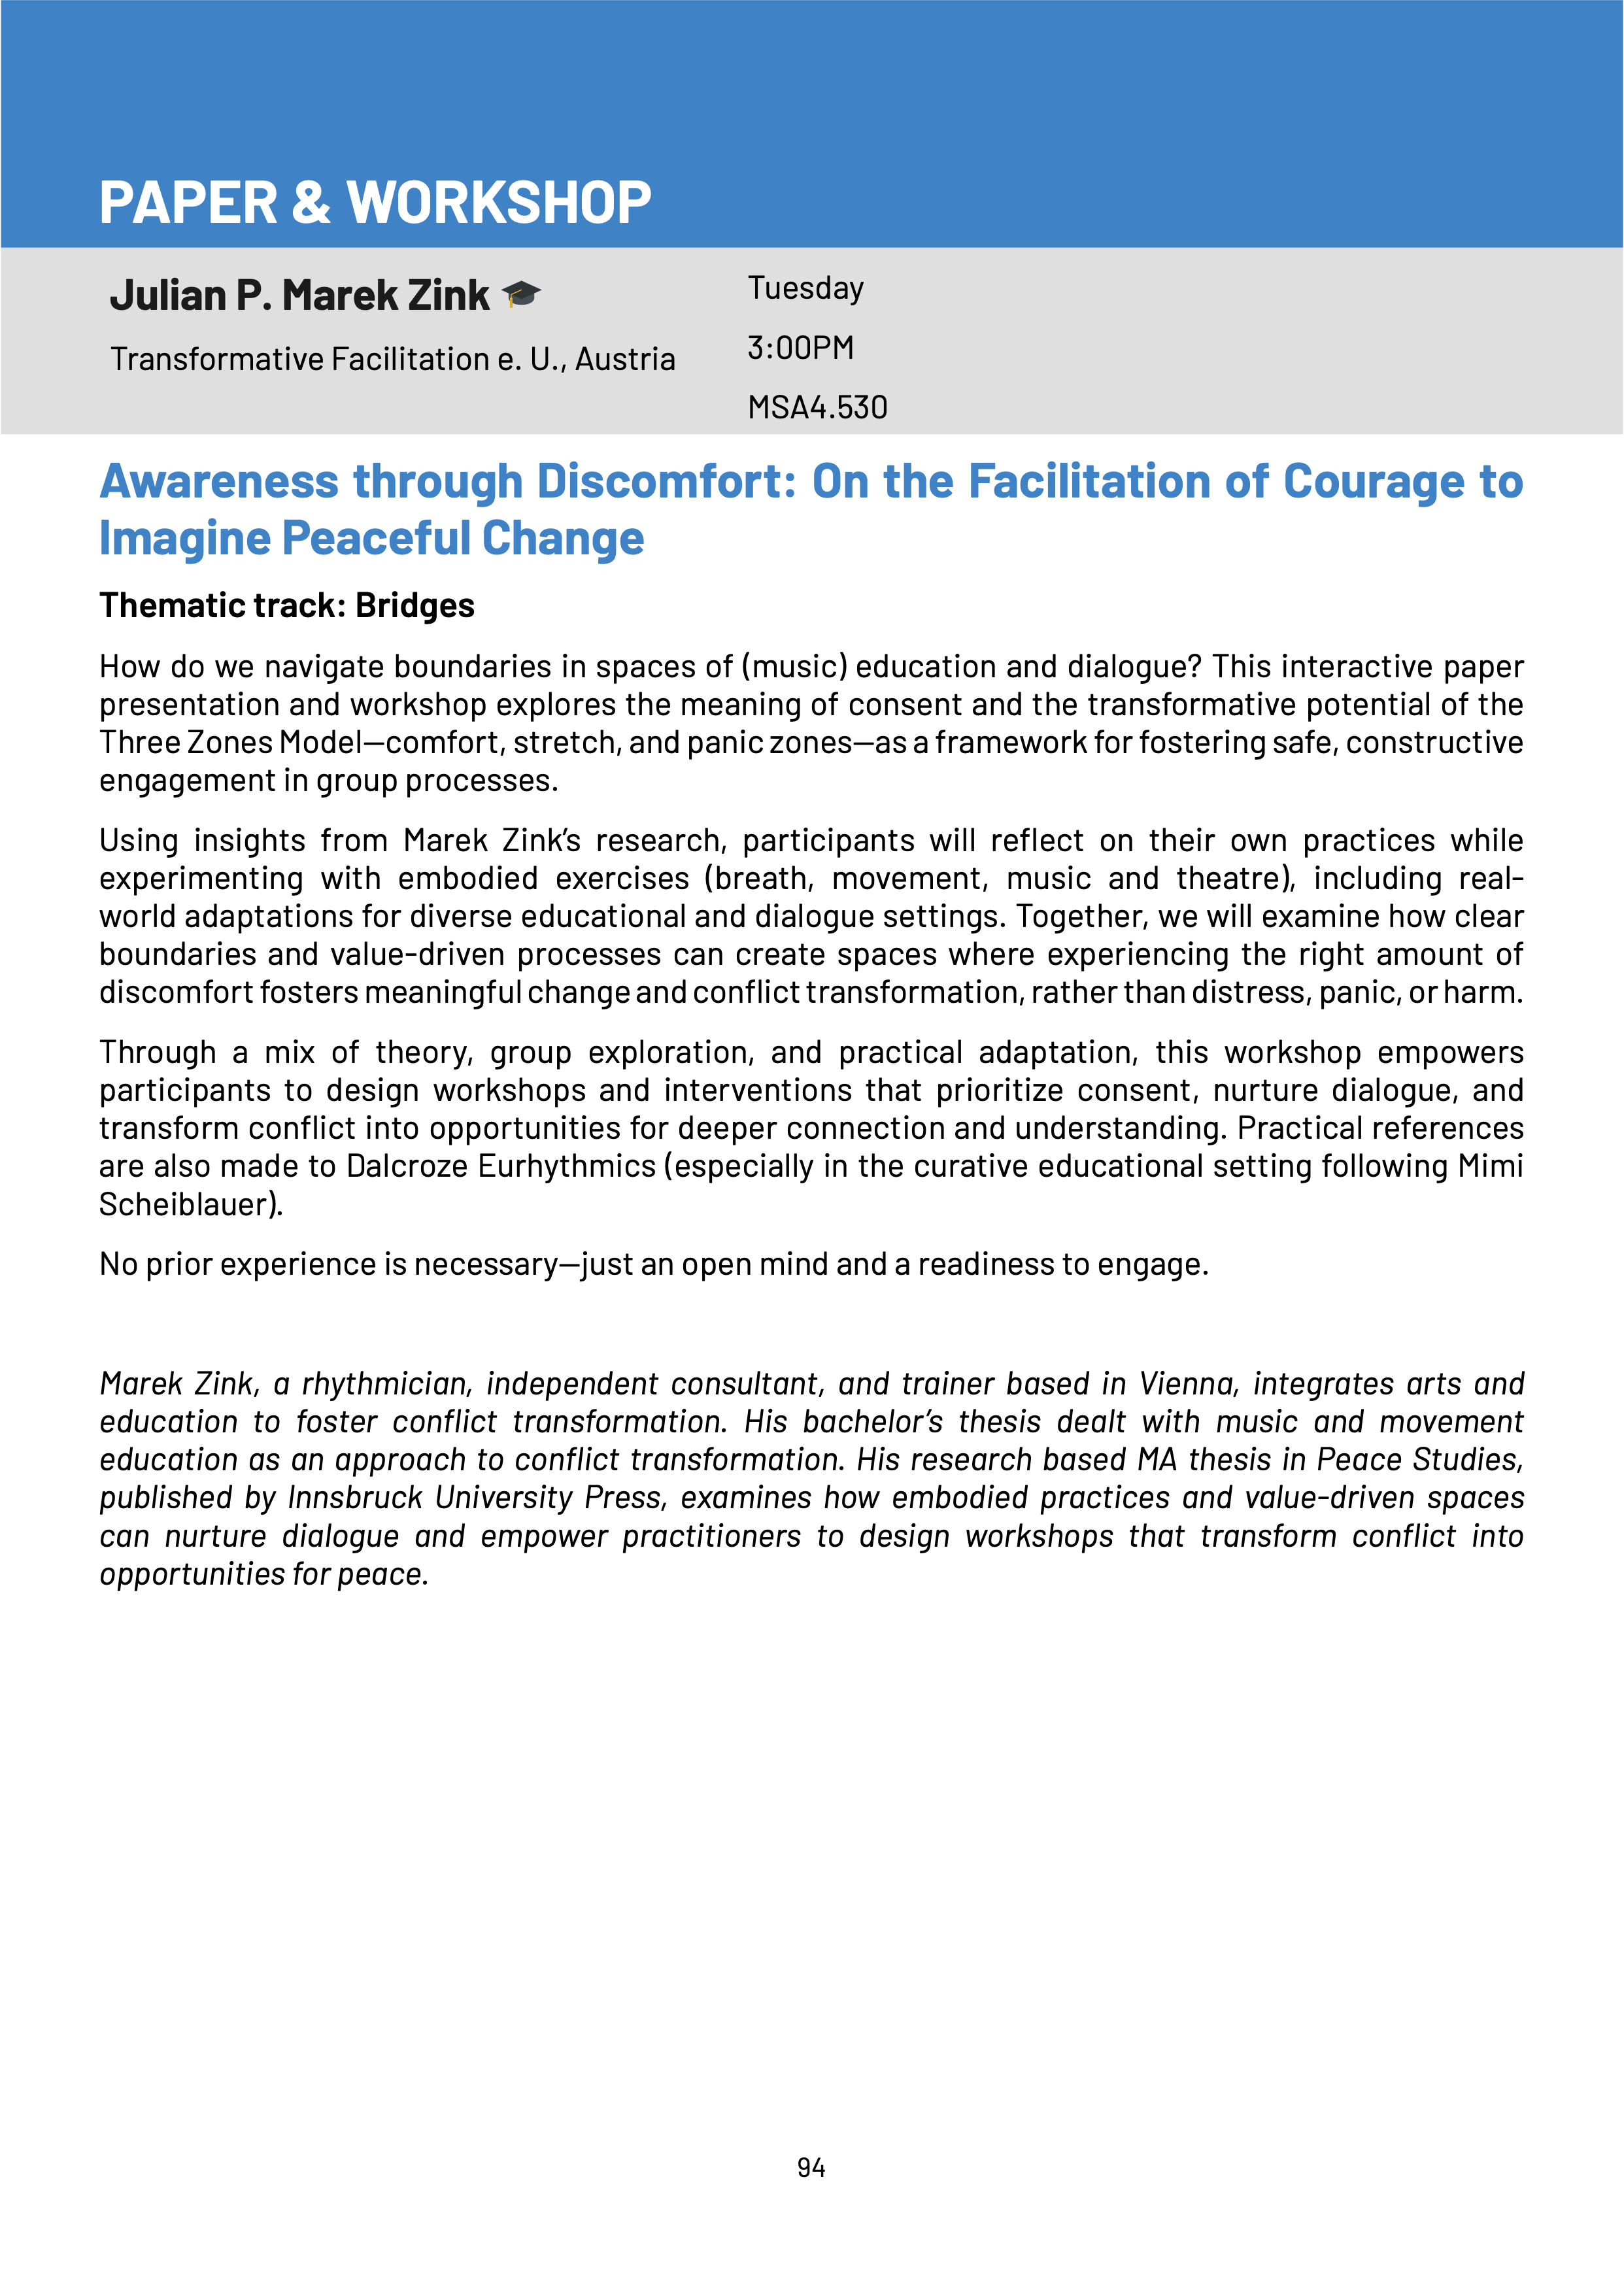 PAPER & WORKSHOP
Julian P. Marek Zink
Transformative Facilitation e. U., Austria
Tuesday
3:00PM
MSA4.530
Awareness through Discomfort: On the Facilitation of Courage to
Imagine Peaceful Change
Thematic track: Bridges
How do we navigate boundaries in spaces of (music) education and dialogue? This interactive paper
presentation and workshop explores the meaning of consent and the transformative potential of the
Three Zones Model—comfort, stretch, and panic zones—as a framework for fostering safe, constructive
engagement in group processes.
Using insights from Marek Zink’s research, participants will reflect on their own practices while
experimenting with embodied exercises (breath, movement, music and theatre), including real-
world adaptations for diverse educational and dialogue settings. Together, we will examine how clear
boundaries and value-driven processes can create spaces where experiencing the right amount of
discomfort fosters meaningful change and conflict transformation, rather than distress, panic, or harm.
Through a mix of theory, group exploration, and practical adaptation, this workshop empowers
participants to design workshops and interventions that prioritize consent, nurture dialogue, and
transform conflict into opportunities for deeper connection and understanding. Practical references
are also made to Dalcroze Eurhythmics (especially in the curative educational setting following Mimi
Scheiblauer).
No prior experience is necessary—just an open mind and a readiness to engage.
Marek Zink, a rhythmician, independent consultant, and trainer based in Vienna, integrates arts and
education to foster conflict transformation. His bachelor’s thesis dealt with music and movement
education as an approach to conflict transformation. His research based MA thesis in Peace Studies,
published by Innsbruck University Press, examines how embodied practices and value-driven spaces
can nurture dialogue and empower practitioners to design workshops that transform conflict into
opportunities for peace.
94